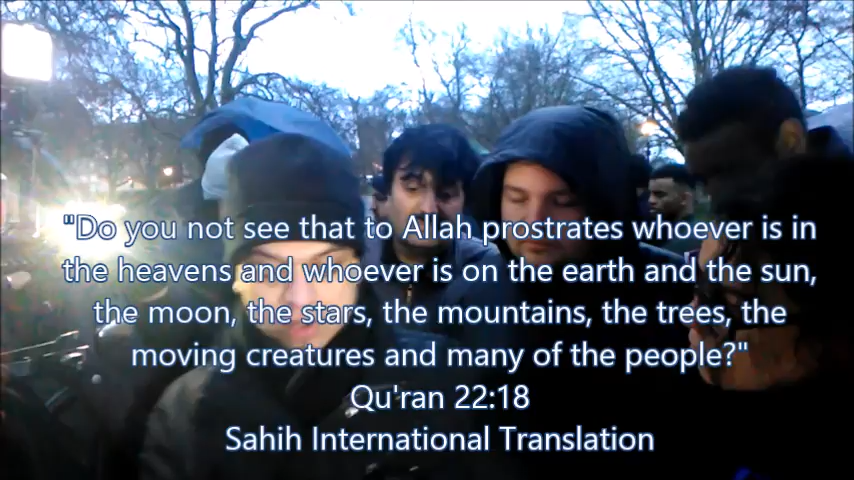 "Do you not see that to Allah prostrates whoever is in
the heavens and whoever is on the earth and the sun,
the moon, the stars, the mountains, the trees, the
moving creatures and many of the people?"
Qu'ran 22:18
Sahih International Translation